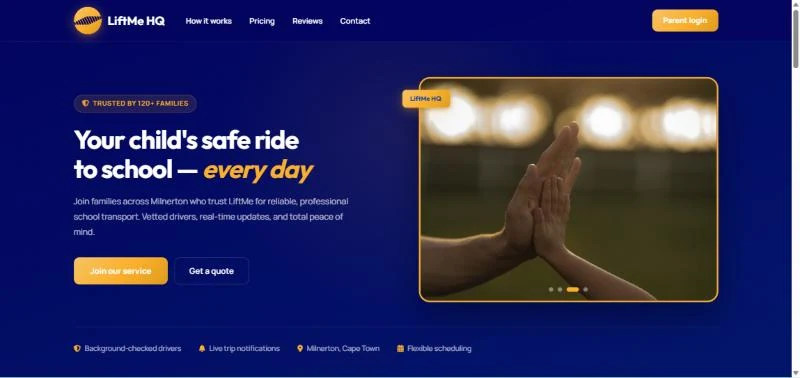 LiftMe HQ
How it works
Pricing
Reviews
Contact
Parent login
TRUSTED BY 120+ FAMILIES
LiftMe HQ
Your child's safe ride
to school — every day
Join families across Milnerton who trust LiftMe for reliable, professional
school transport. Vetted drivers, real-time updates, and total peace of
mind.
Join our service
Get a quote
Background-checked drivers
Live trip notifications
Milnerton, Cape Town
Flexible scheduling